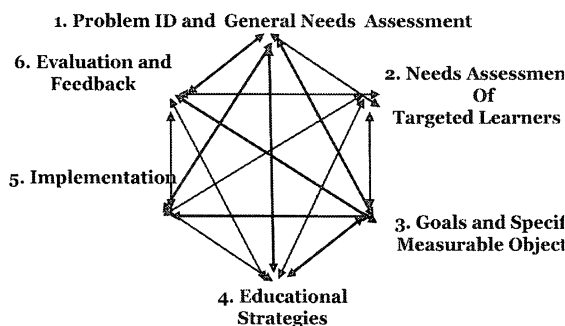 1. Problem ID and General Needs Assessment
6. Evaluation and
Feedback
2. Needs Assessmen
Of
Targeted Learners
5. Implementation
3. Goals and Specif
Measurable Object
4. Educational
Strategies